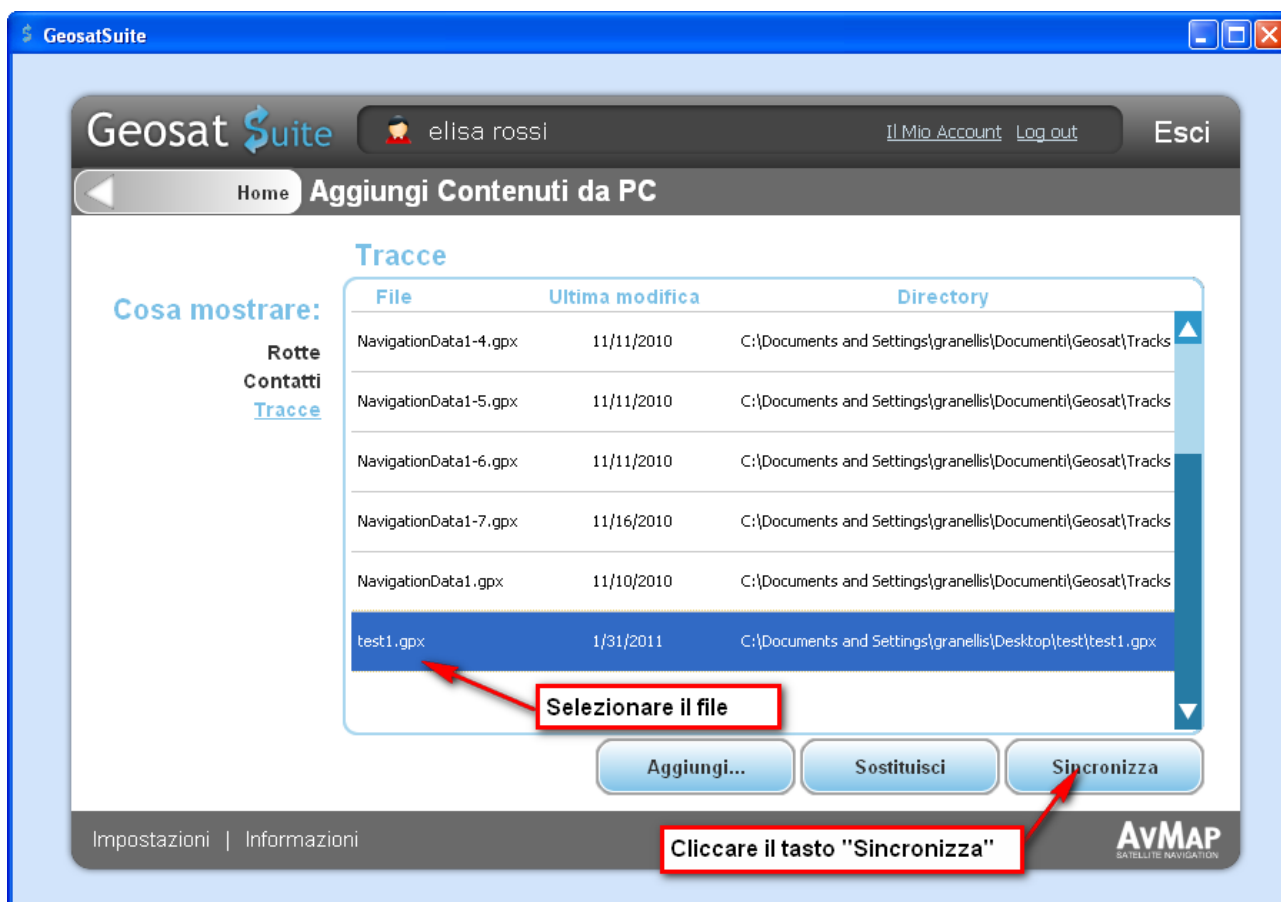 GeosatSuite
Geosat Suite
elisa rossi
Il Mio Account Log out
Esci
Home
Aggiungi Contenuti da PC
Tracce
Cosa mostrare:
Rotte
Contatti
Tracce
File Ultima modifica Directory
NavigationData1-4.gpx 11/11/2010 C:\Documents and Settings\granellis\Documenti\Geosat\Tracks
NavigationData1-5.gpx 11/11/2010 C:\Documents and Settings\granellis\Documenti\Geosat\Tracks
NavigationData1-6.gpx 11/11/2010 C:\Documents and Settings\granellis\Documenti\Geosat\Tracks
NavigationData1-7.gpx 11/16/2010 C:\Documents and Settings\granellis\Documenti\Geosat\Tracks
NavigationData1.gpx 11/10/2010 C:\Documents and Settings\granellis\Documenti\Geosat\Tracks
test1.gpx 1/31/2011 C:\Documents and Settings\granellis\Desktop\test\test1.gpx
Selezionare il file
Aggiungi... Sostituisci Sincronizza
Impostazioni | Informazioni
Cliccare il tasto "Sincronizza"
AvMap
SATELLITE NAVIGATION